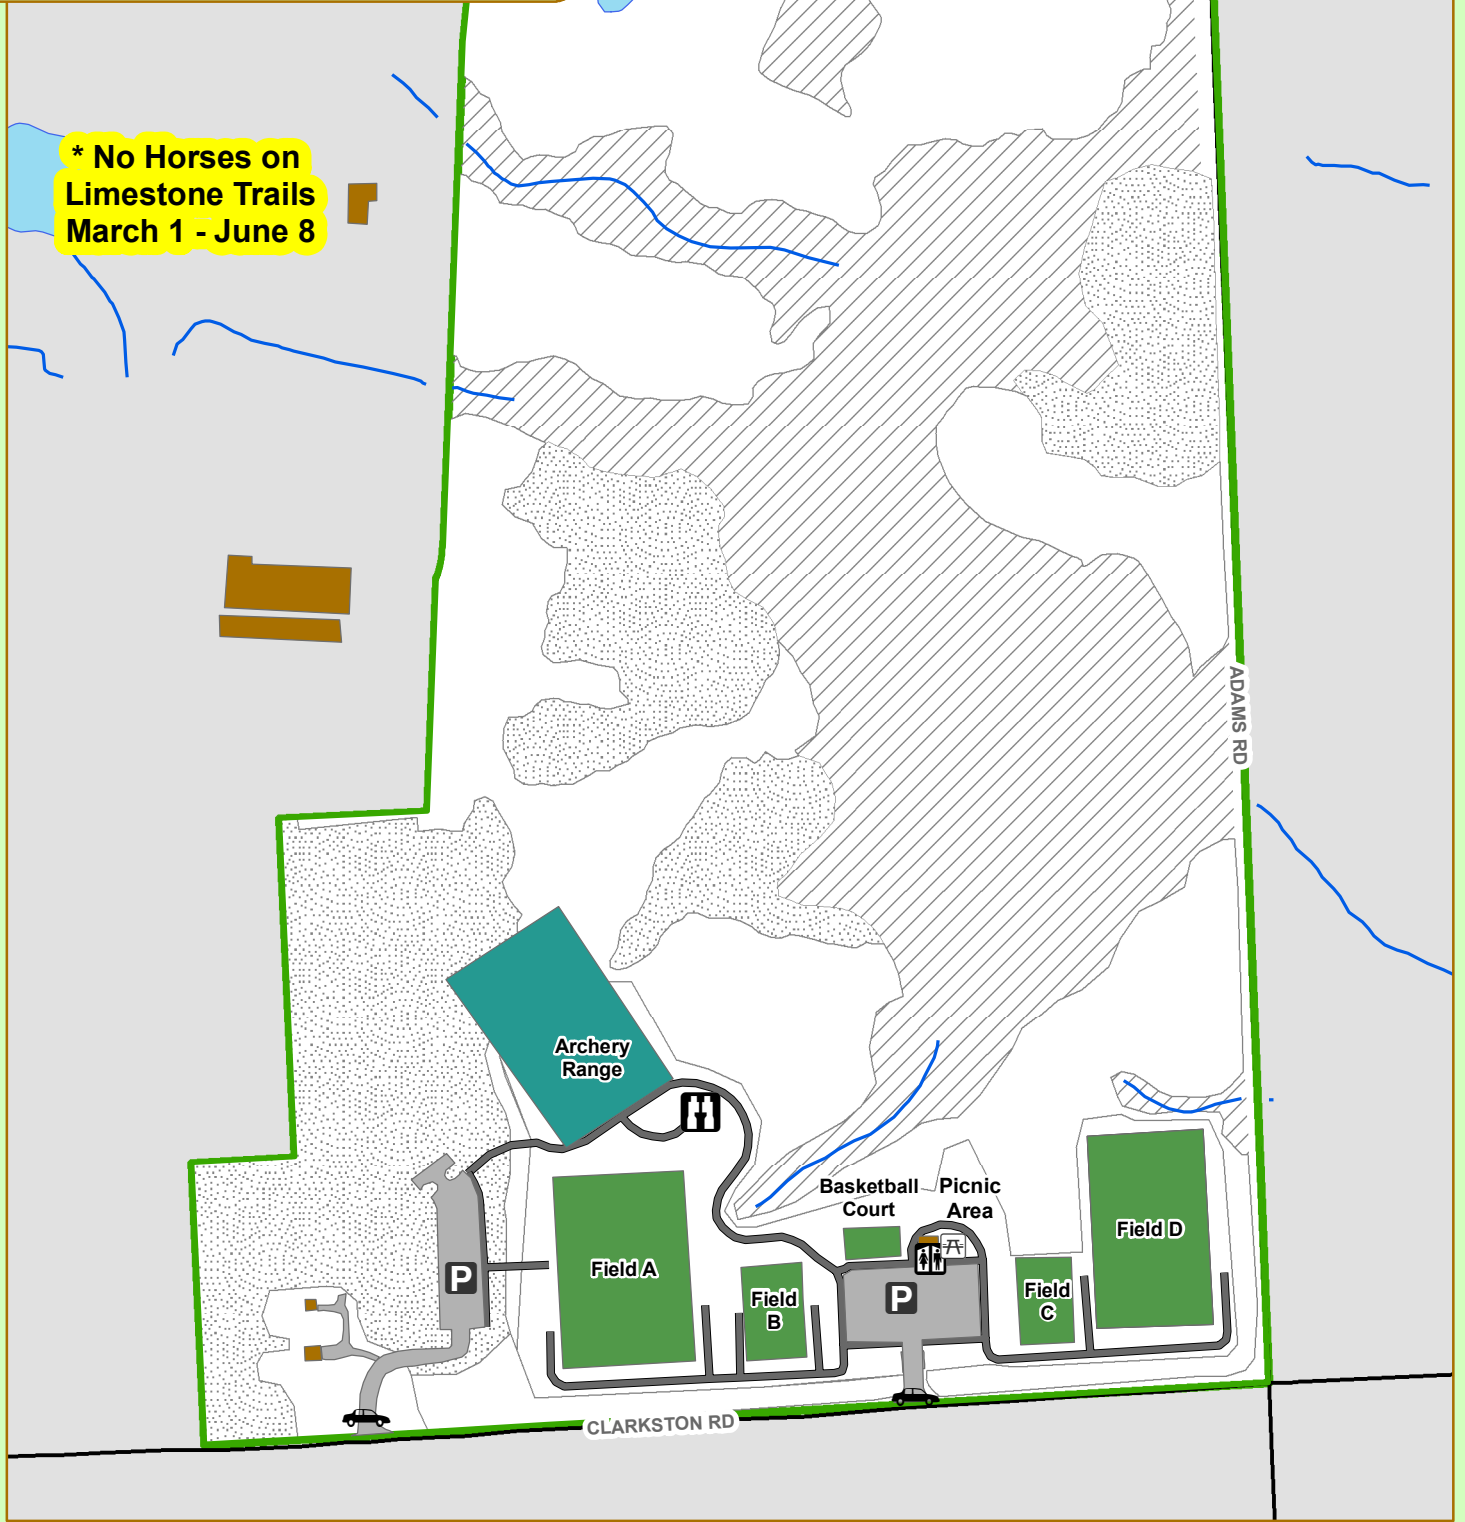 * No Horses on
Limestone Trails
March 1 - June 8
ADAMS RD
Archery
Range
Basketball
Court
Picnic
Area
Field D
Field A
P
Field
B
P
Field
C
CLARKSTON RD